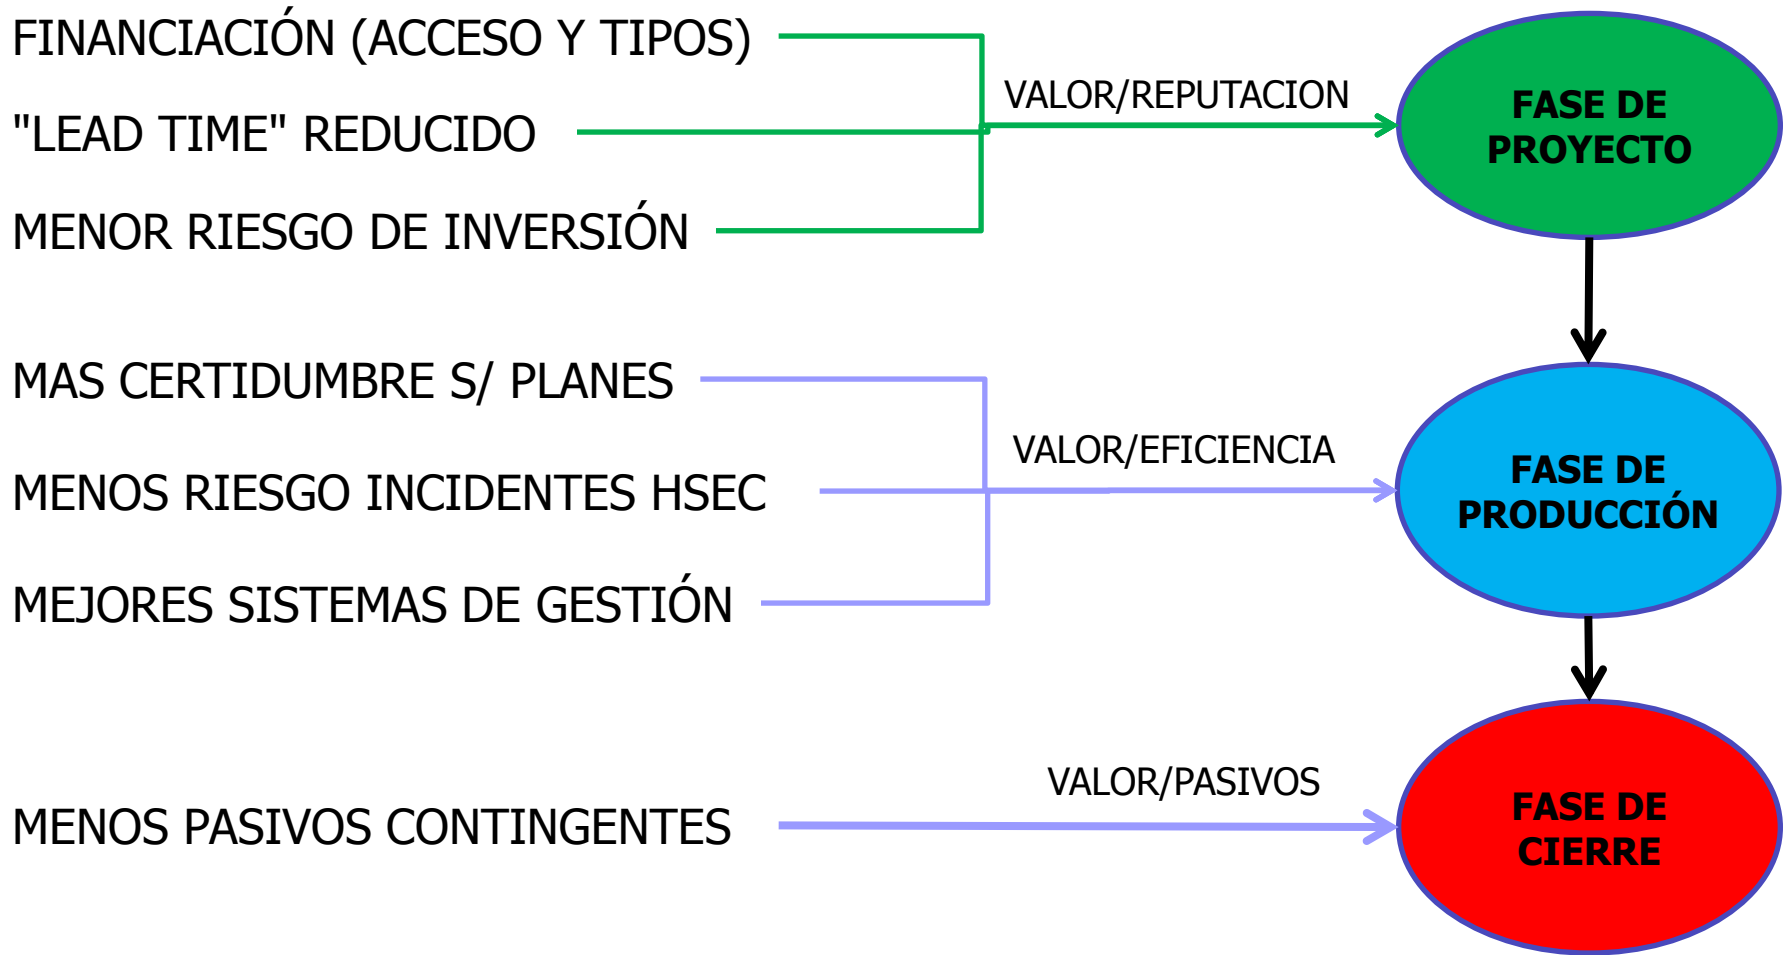 FINANCIACIÓN (ACCESO Y TIPOS)
VALOR/REPUTACION
"LEAD TIME" REDUCIDO
FASE DE
PROYECTO
MENOR RIESGO DE INVERSIÓN
MAS CERTIDUMBRE S/ PLANES
VALOR/EFICIENCIA
MENOS RIESGO INCIDENTES HSEC
FASE DE
PRODUCCIÓN
MEJORES SISTEMAS DE GESTIÓN
VALOR/PASIVOS
MENOS PASIVOS CONTINGENTES
FASE DE
CIERRE